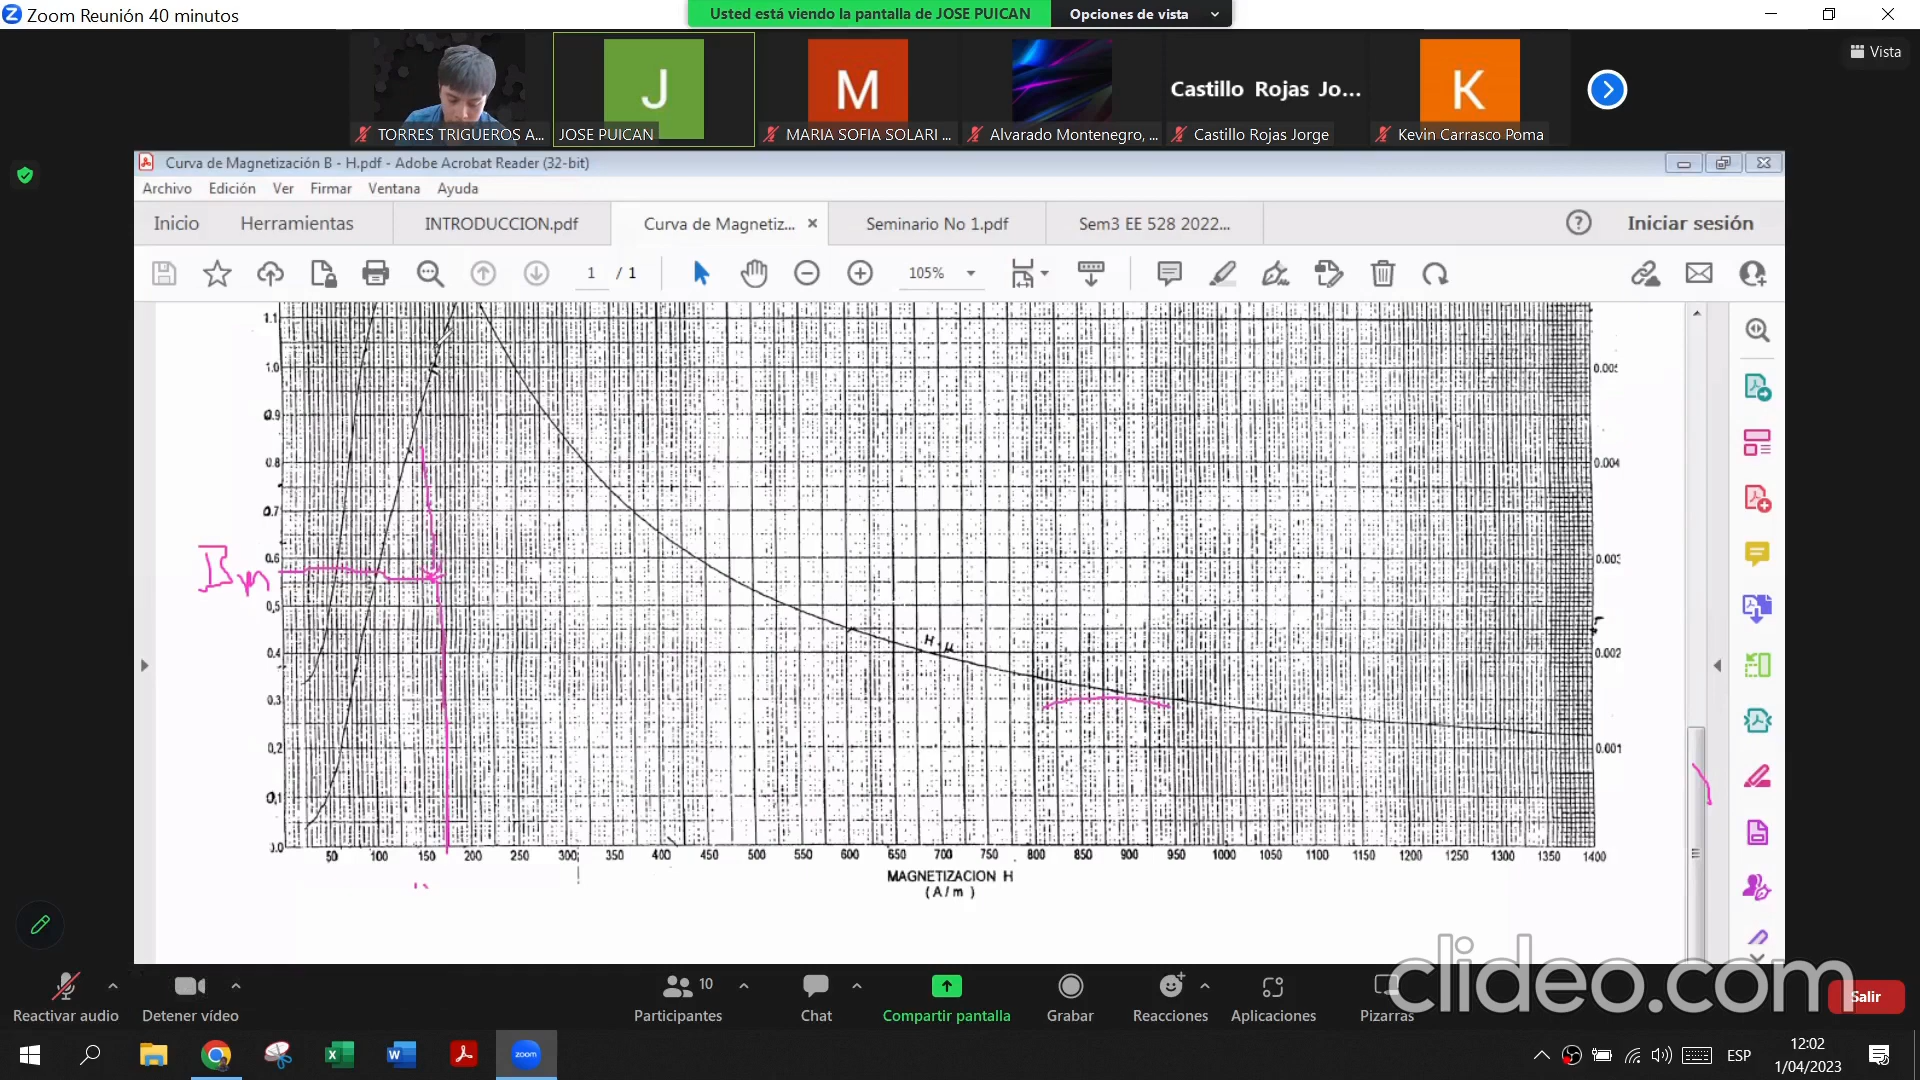 Zoom Reunión 40 minutos
Usted está viendo la pantalla de JOSE PUICAN
Opciones de vista
Vista
J
M
Castillo Rojas Jo...
K
TORRES TRIGUEROS A...
JOSE PUICAN
MARIA SOFIA SOLARI ...
Alvarado Montenegro, ...
Castillo Rojas Jorge
Kevin Carrasco Poma
Curva de Magnetización B - H.pdf - Adobe Acrobat Reader (32-bit)
Archivo Edición Ver Firmar Ventana Ayuda
Inicio Herramientas INTRODUCCION.pdf Curva de Magnetiz... × Seminario No 1.pdf Sem3 EE 528 2022... Iniciar sesión
1 / 1 105%
1.1
1.0 0.005
0.9
0.8 0.004
0.7
0.6 0.003
Bm
0.5
H-µ
0.4 0.002
0.3
0.2 0.001
0.1
0.0
50 100 150 200 250 300 350 400 450 500 550 600 650 700 750 800 850 900 950 1000 1050 1100 1150 1200 1250 1300 1350 1400
MAGNETIZACION H
(A/m)
clideo.com
10
Reactivar audio Detener vídeo Participantes Chat Compartir pantalla Grabar Reacciones Aplicaciones Pizarras Salir
zoom
ESP
12:02
1/04/2023